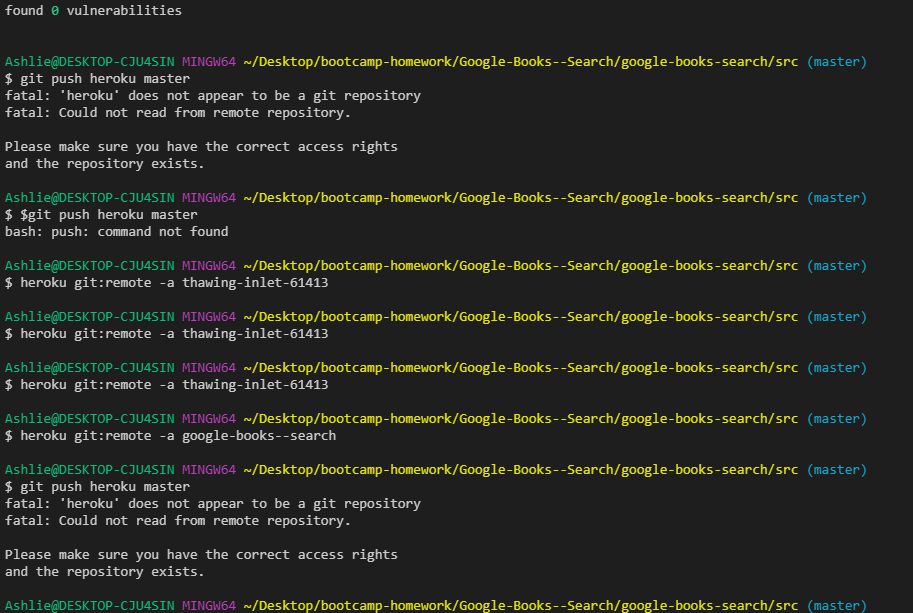 found 0 vulnerabilities
Ashlie@DESKTOP-CJU4SIN MINGW64 ~/Desktop/bootcamp-homework/Google-Books--Search/google-books-search/src (master)
$ git push heroku master
fatal: 'heroku' does not appear to be a git repository
fatal: Could not read from remote repository.
Please make sure you have the correct access rights
and the repository exists.
Ashlie@DESKTOP-CJU4SIN MINGW64 ~/Desktop/bootcamp-homework/Google-Books--Search/google-books-search/src (master)
$ $git push heroku master
bash: push: command not found
Ashlie@DESKTOP-CJU4SIN MINGW64 ~/Desktop/bootcamp-homework/Google-Books--Search/google-books-search/src (master)
$ heroku git:remote -a thawing-inlet-61413
Ashlie@DESKTOP-CJU4SIN MINGW64 ~/Desktop/bootcamp-homework/Google-Books--Search/google-books-search/src (master)
$ heroku git:remote -a thawing-inlet-61413
Ashlie@DESKTOP-CJU4SIN MINGW64 ~/Desktop/bootcamp-homework/Google-Books--Search/google-books-search/src (master)
$ heroku git:remote -a thawing-inlet-61413
Ashlie@DESKTOP-CJU4SIN MINGW64 ~/Desktop/bootcamp-homework/Google-Books--Search/google-books-search/src (master)
$ heroku git:remote -a google-books--search
Ashlie@DESKTOP-CJU4SIN MINGW64 ~/Desktop/bootcamp-homework/Google-Books--Search/google-books-search/src (master)
$ git push heroku master
fatal: 'heroku' does not appear to be a git repository
fatal: Could not read from remote repository.
Please make sure you have the correct access rights
and the repository exists.
Ashlie@DESKTOP-CJU4SIN MINGW64 ~/Desktop/bootcamp-homework/Google-Books--Search/google-books-search/src (master)